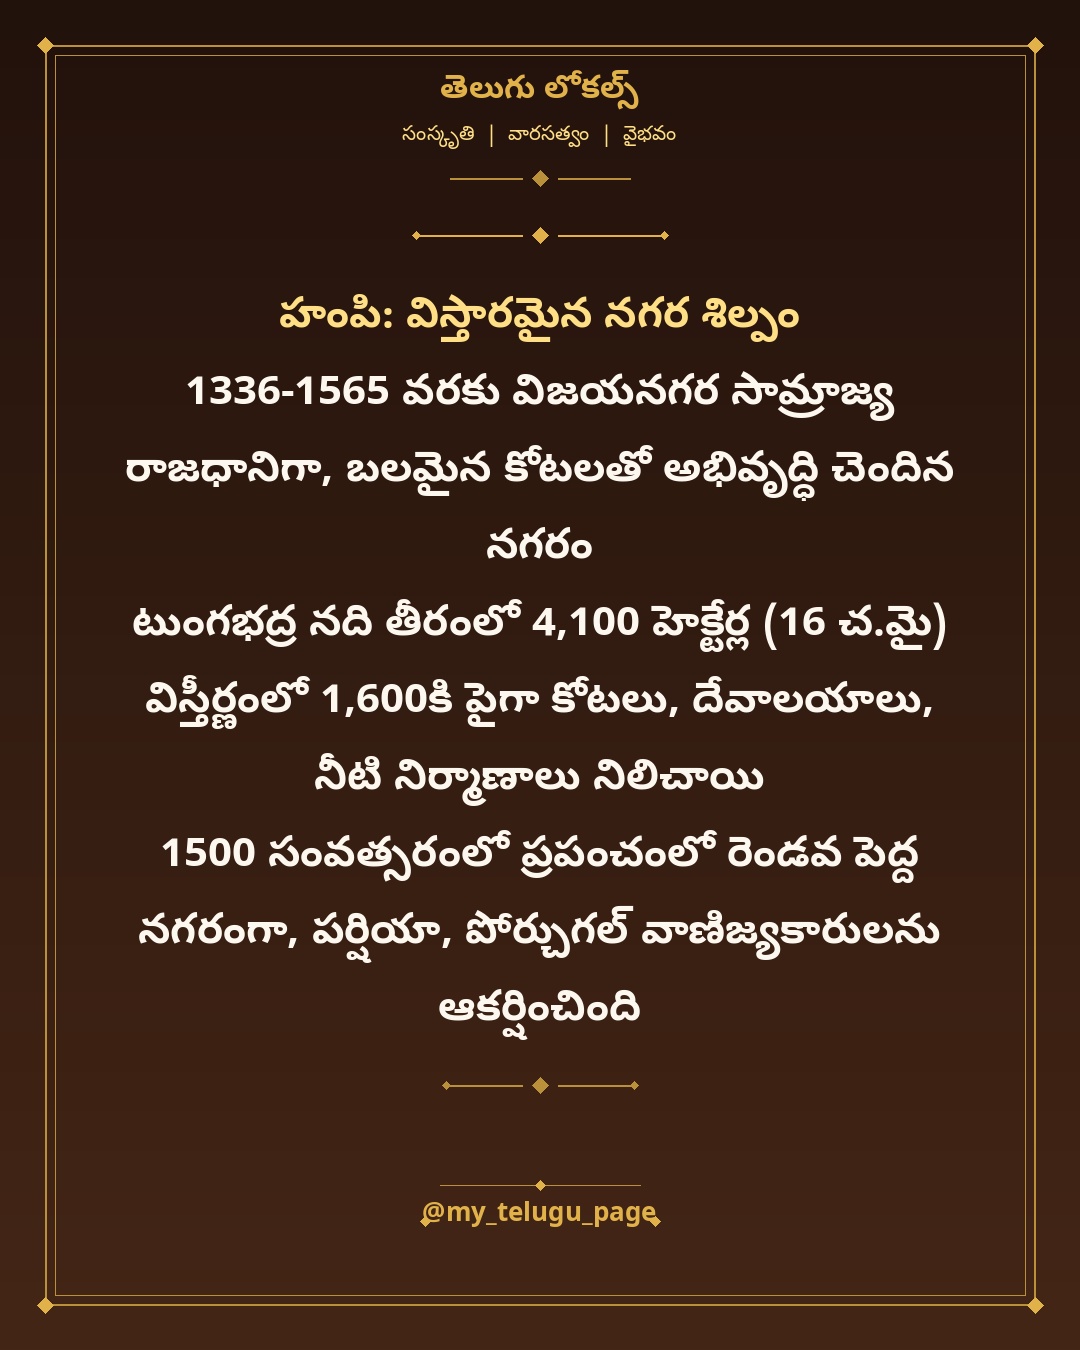 తెలుగు లోకల్స్
సంస్కృతి | వారసత్వం | వైభవం
హంపి: విస్తారమైన నగర శిల్పం
1336-1565 వరకు విజయనగర సామ్రాజ్య
రాజధానిగా, బలమైన కోటలతో అభివృద్ధి చెందిన
నగరం
టుంగభద్ర నది తీరంలో 4,100 హెక్టేర్ల (16 చ.మై)
విస్తీర్ణంలో 1,600కి పైగా కోటలు, దేవాలయాలు,
నీటి నిర్మాణాలు నిలిచాయి
1500 సంవత్సరంలో ప్రపంచంలో రెండవ పెద్ద
నగరంగా, పర్షియా, పోర్చుగల్ వాణిజ్యకారులను
ఆకర్షించింది
@my_telugu_page